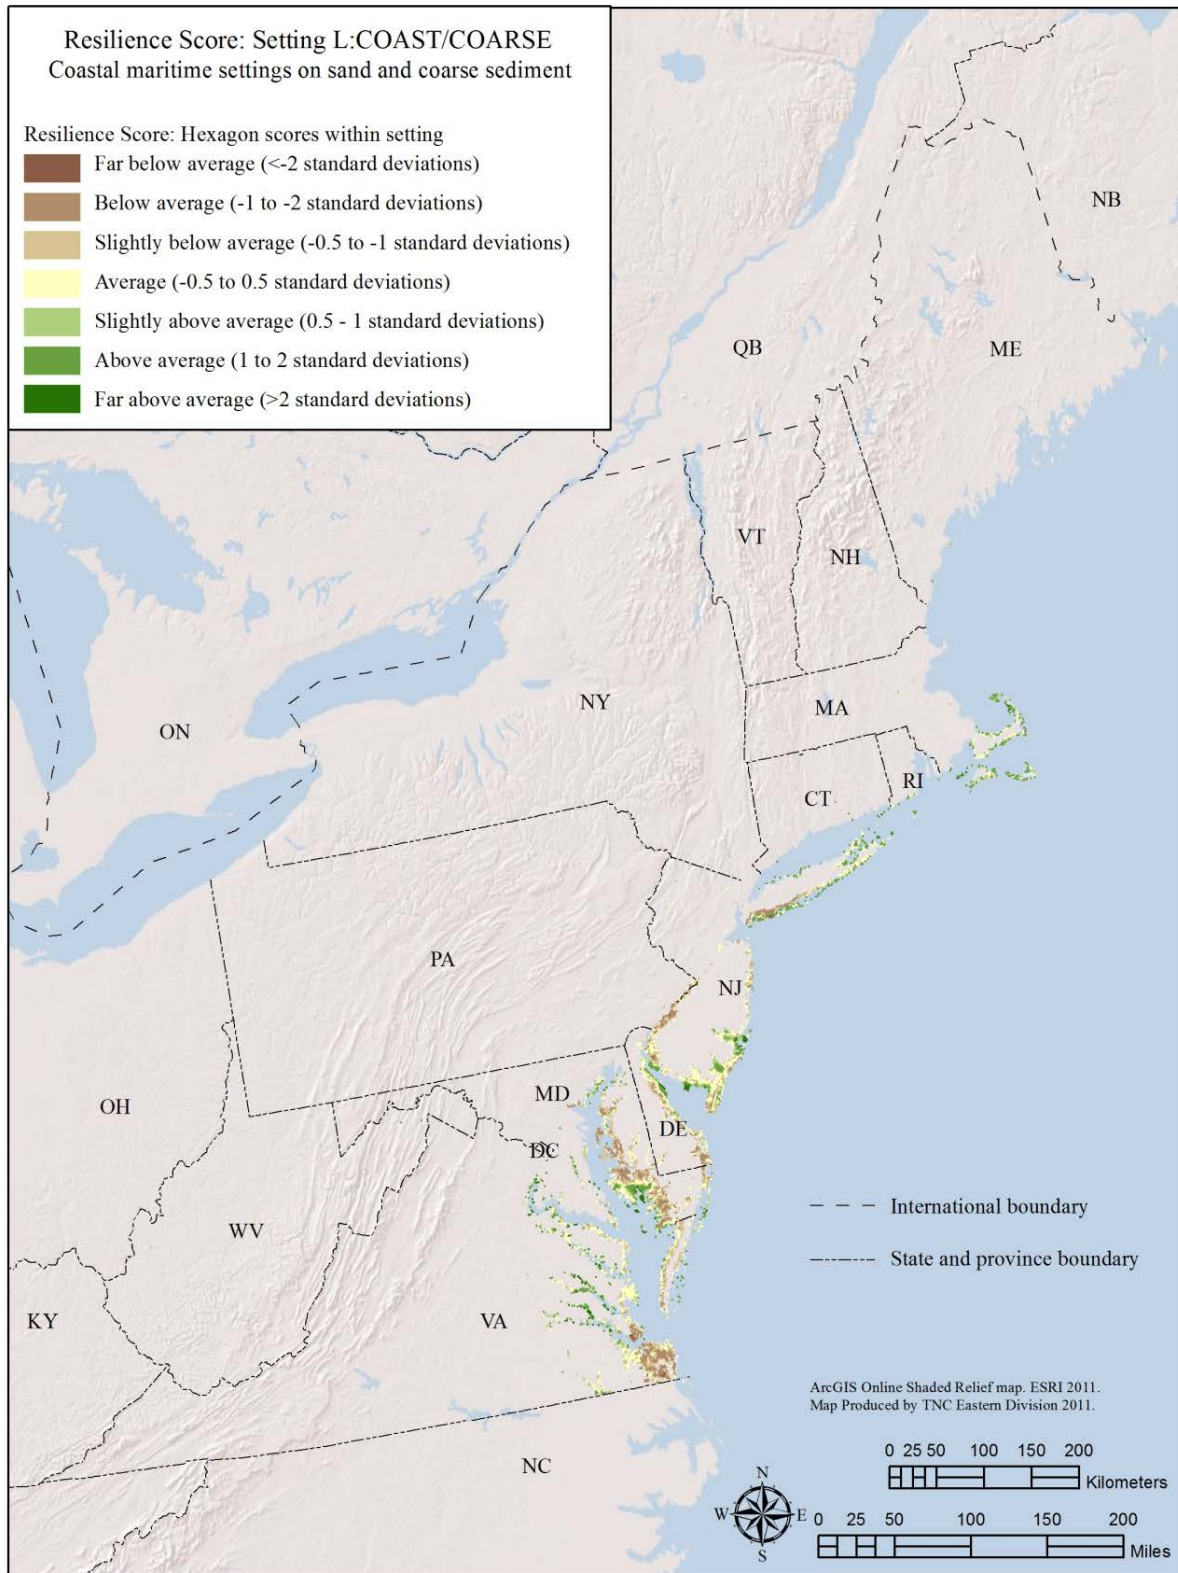 Resilience Score: Setting L:COAST/COARSE
Coastal maritime settings on sand and coarse sediment
Resilience Score: Hexagon scores within setting
Far below average (<-2 standard deviations)
Below average (-1 to -2 standard deviations)
Slightly below average (-0.5 to -1 standard deviations)
Average (-0.5 to 0.5 standard deviations)
Slightly above average (0.5 - 1 standard deviations)
Above average (1 to 2 standard deviations)
Far above average (>2 standard deviations)
NB
QB
ME
VT
NH
NY
MA
ON
RI
CT
PA
NJ
OH
MD
DE
DC
WV
International boundary
State and province boundary
KY
VA
ArcGIS Online Shaded Relief map. ESRI 2011.
Map Produced by TNC Eastern Division 2011.
NC
0 25 50 100 150 200
Kilometers
N
W E
S
0 25 50 100 150 200
Miles